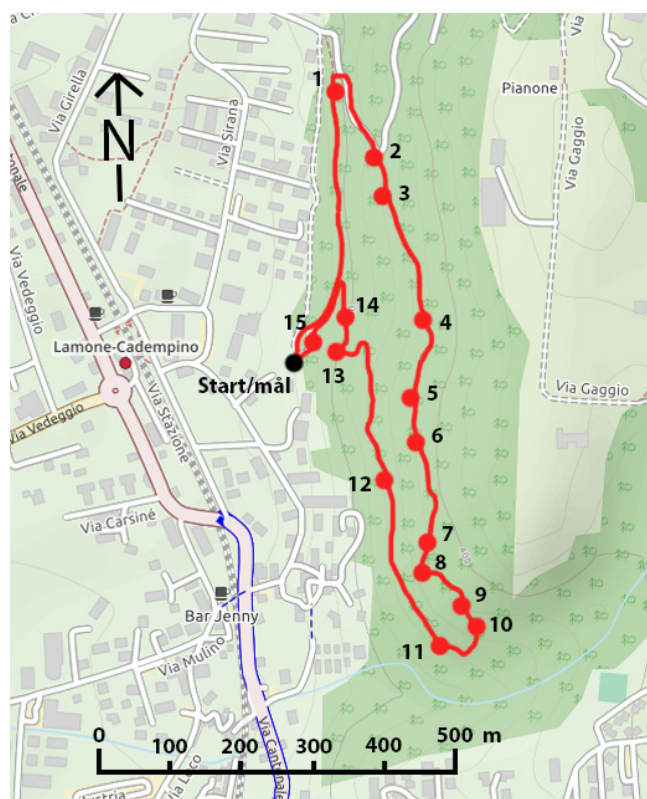 Via Girella
Via Sirana
Pianone
Via Gaggio
N
1
2
3
Via Vedeggio
4
14
15
Lamone-Cadempino
13
Start/mål
Via Stazione
5
Via Gaggio
Via Vedeggio
6
12
Via Carsiné
7
400
8
9
Bar Jenny
10
11
Via Mulino
Via Cantonale
0 100 200 300 400 500 m
Via Leco